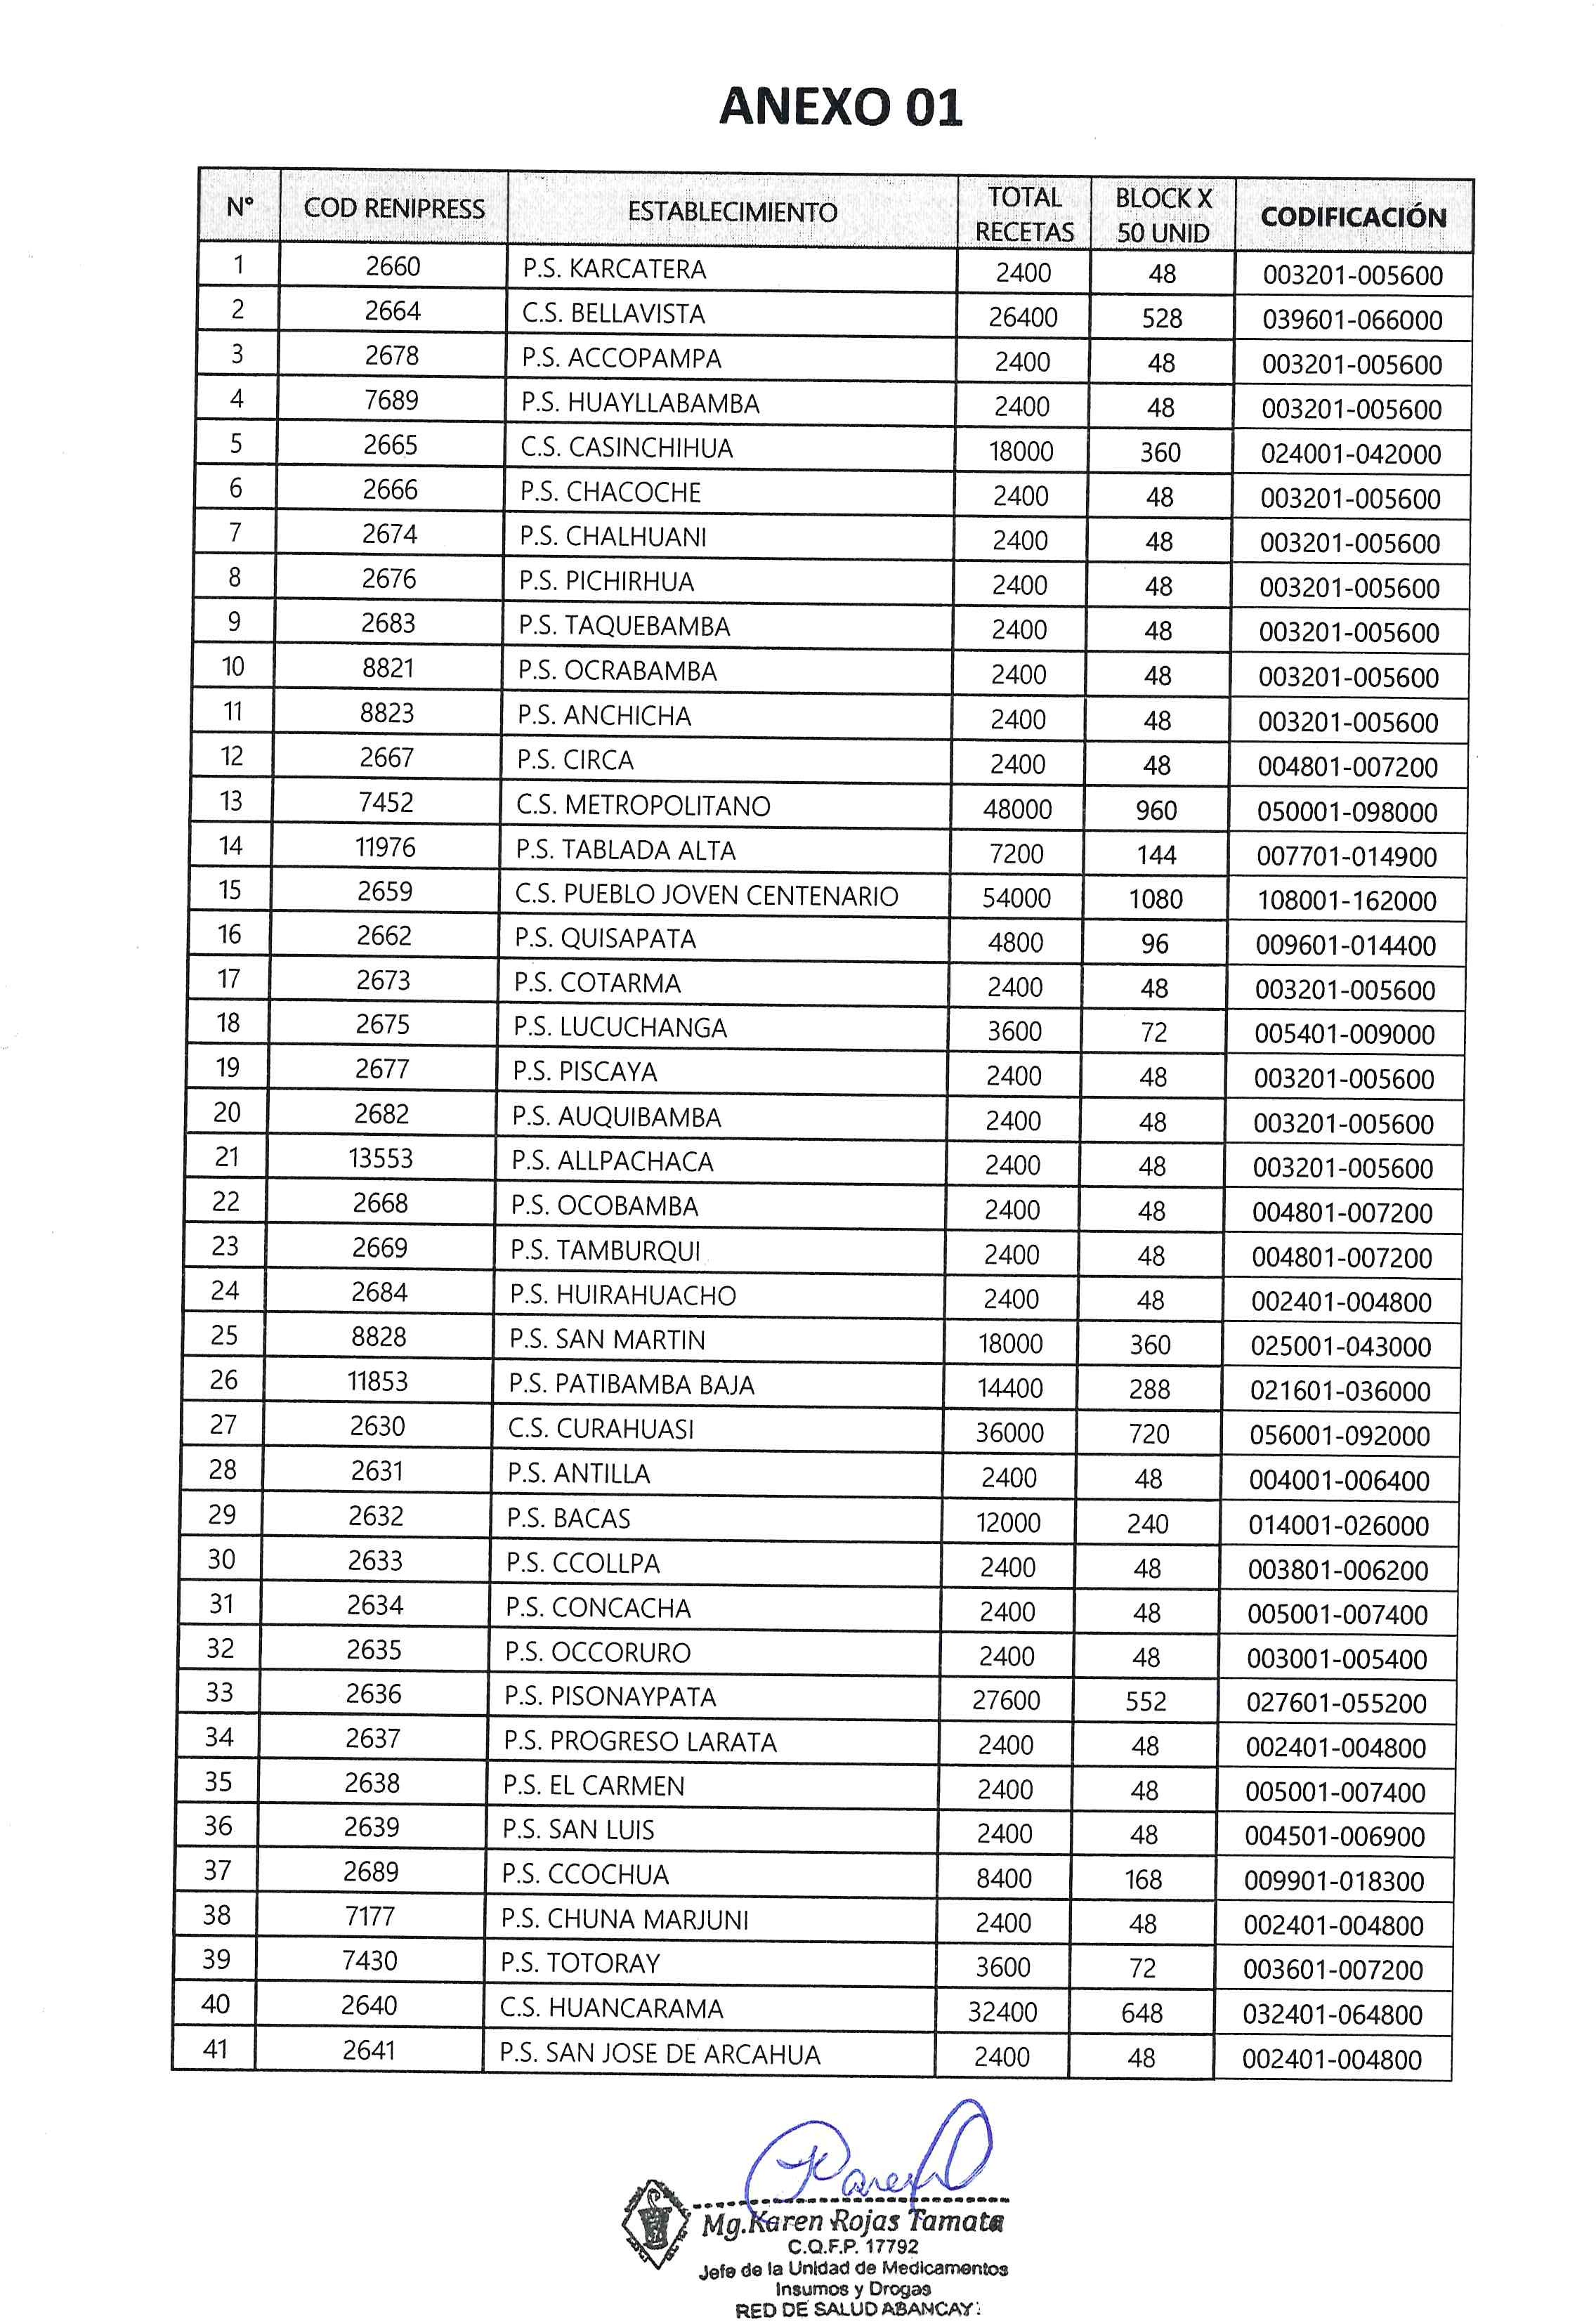 ANEXO 01
N° COD RENIPRESS ESTABLECIMIENTO TOTAL RECETAS BLOCK X 50 UNID CODIFICACIÓN
1 2660 P.S. KARCATERA 2400 48 003201-005600
2 2664 C.S. BELLAVISTA 26400 528 039601-066000
3 2678 P.S. ACCOPAMPA 2400 48 003201-005600
4 7689 P.S. HUAYLLABAMBA 2400 48 003201-005600
5 2665 C.S. CASINCHIHUA 18000 360 024001-042000
6 2666 P.S. CHACOCHE 2400 48 003201-005600
7 2674 P.S. CHALHUANI 2400 48 003201-005600
8 2676 P.S. PICHIRHUA 2400 48 003201-005600
9 2683 P.S. TAQUEBAMBA 2400 48 003201-005600
10 8821 P.S. OCRABAMBA 2400 48 003201-005600
11 8823 P.S. ANCHICHA 2400 48 003201-005600
12 2667 P.S. CIRCA 2400 48 004801-007200
13 7452 C.S. METROPOLITANO 48000 960 050001-098000
14 11976 P.S. TABLADA ALTA 7200 144 007701-014900
15 2659 C.S. PUEBLO JOVEN CENTENARIO 54000 1080 108001-162000
16 2662 P.S. QUISAPATA 4800 96 009601-014400
17 2673 P.S. COTARMA 2400 48 003201-005600
18 2675 P.S. LUCUCHANGA 3600 72 005401-009000
19 2677 P.S. PISCAYA 2400 48 003201-005600
20 2682 P.S. AUQUIBAMBA 2400 48 003201-005600
21 13553 P.S. ALLPACHACA 2400 48 003201-005600
22 2668 P.S. OCOBAMBA 2400 48 004801-007200
23 2669 P.S. TAMBURQUI 2400 48 004801-007200
24 2684 P.S. HUIRAHUACHO 2400 48 002401-004800
25 8828 P.S. SAN MARTIN 18000 360 025001-043000
26 11853 P.S. PATIBAMBA BAJA 14400 288 021601-036000
27 2630 C.S. CURAHUASI 36000 720 056001-092000
28 2631 P.S. ANTILLA 2400 48 004001-006400
29 2632 P.S. BACAS 12000 240 014001-026000
30 2633 P.S. CCOLLPA 2400 48 003801-006200
31 2634 P.S. CONCACHA 2400 48 005001-007400
32 2635 P.S. OCCORURO 2400 48 003001-005400
33 2636 P.S. PISONAYPATA 27600 552 027601-055200
34 2637 P.S. PROGRESO LARATA 2400 48 002401-004800
35 2638 P.S. EL CARMEN 2400 48 005001-007400
36 2639 P.S. SAN LUIS 2400 48 004501-006900
37 2689 P.S. CCOCHUA 8400 168 009901-018300
38 7177 P.S. CHUNA MARJUNI 2400 48 002401-004800
39 7430 P.S. TOTORAY 3600 72 003601-007200
40 2640 C.S. HUANCARAMA 32400 648 032401-064800
41 2641 P.S. SAN JOSE DE ARCAHUA 2400 48 002401-004800
Mg.Karen Rojas Tamata
C.Q.F.P. 17792
Jefe de la Unidad de Medicamentos
Insumos y Drogas
RED DE SALUD ABANCAY